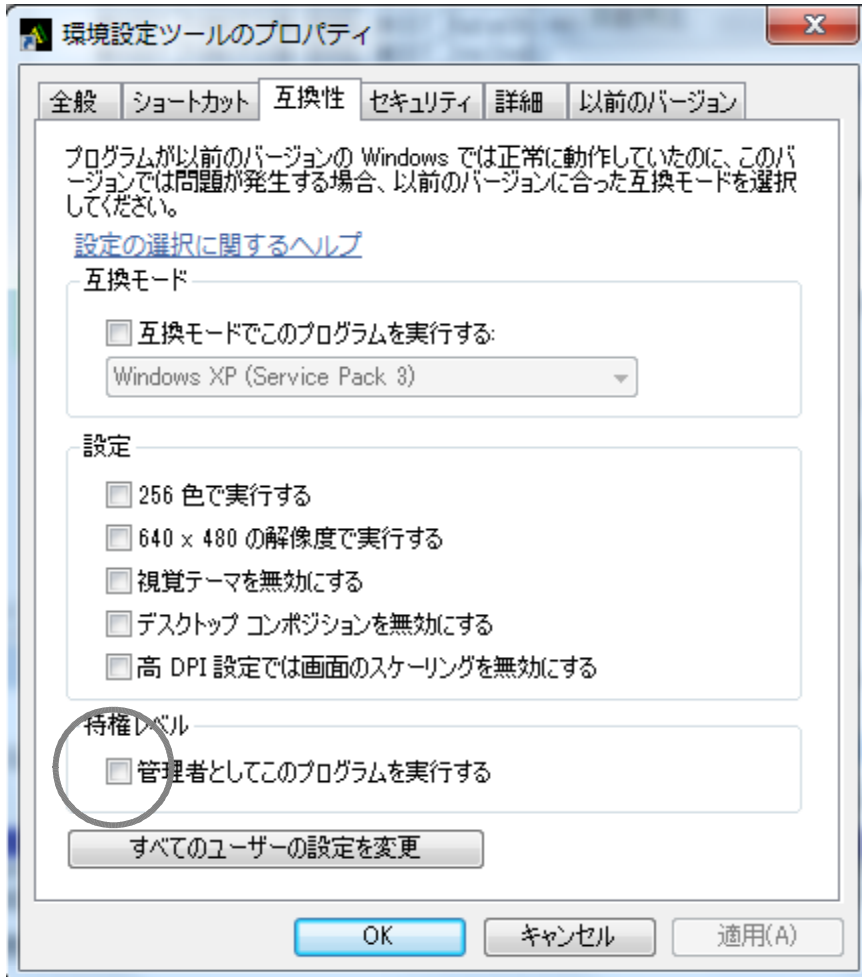 環境設定ツールのプロパティ
全般
ショートカット
互換性
セキュリティ
詳細
以前のバージョン
プログラムが以前のバージョンの Windows では正常に動作していたのに、このバ
ージョンでは問題が発生する場合、以前のバージョンに合った互換モードを選択
してください。
設定の選択に関するヘルプ
互換モード
互換モードでこのプログラムを実行する:
Windows XP (Service Pack 3)
設定
256 色で実行する
640 x 480 の解像度で実行する
視覚テーマを無効にする
デスクトップ コンポジションを無効にする
高 DPI 設定では画面のスケーリングを無効にする
特権レベル
管理者としてこのプログラムを実行する
すべてのユーザーの設定を変更
OK
キャンセル
適用(A)